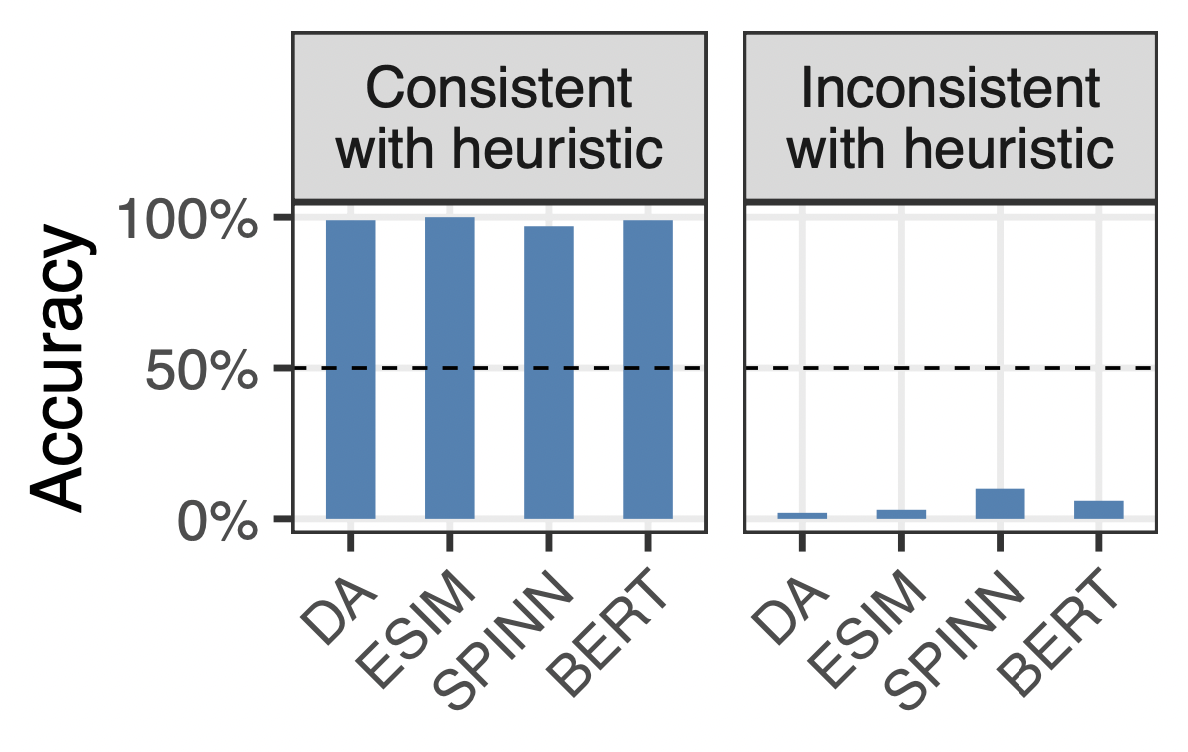 Consistent
with heuristic
Inconsistent
with heuristic
Accuracy
100%
50%
0%
DA
ESIM
SPINN
BERT
DA
ESIM
SPINN
BERT